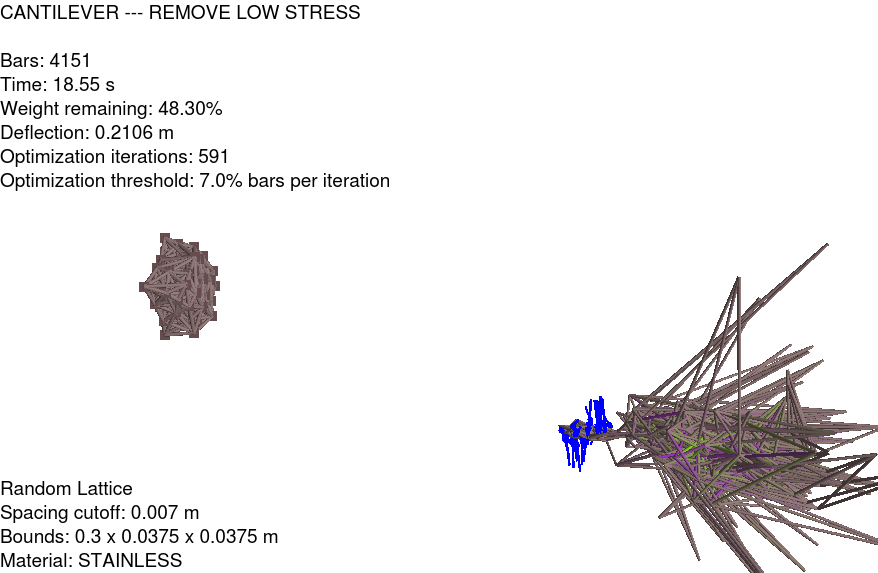 CANTILEVER --- REMOVE LOW STRESS
Bars: 4151
Time: 18.55 s
Weight remaining: 48.30%
Deflection: 0.2106 m
Optimization iterations: 591
Optimization threshold: 7.0% bars per iteration
Random Lattice
Spacing cutoff: 0.007 m
Bounds: 0.3 x 0.0375 x 0.0375 m
Material: STAINLESS